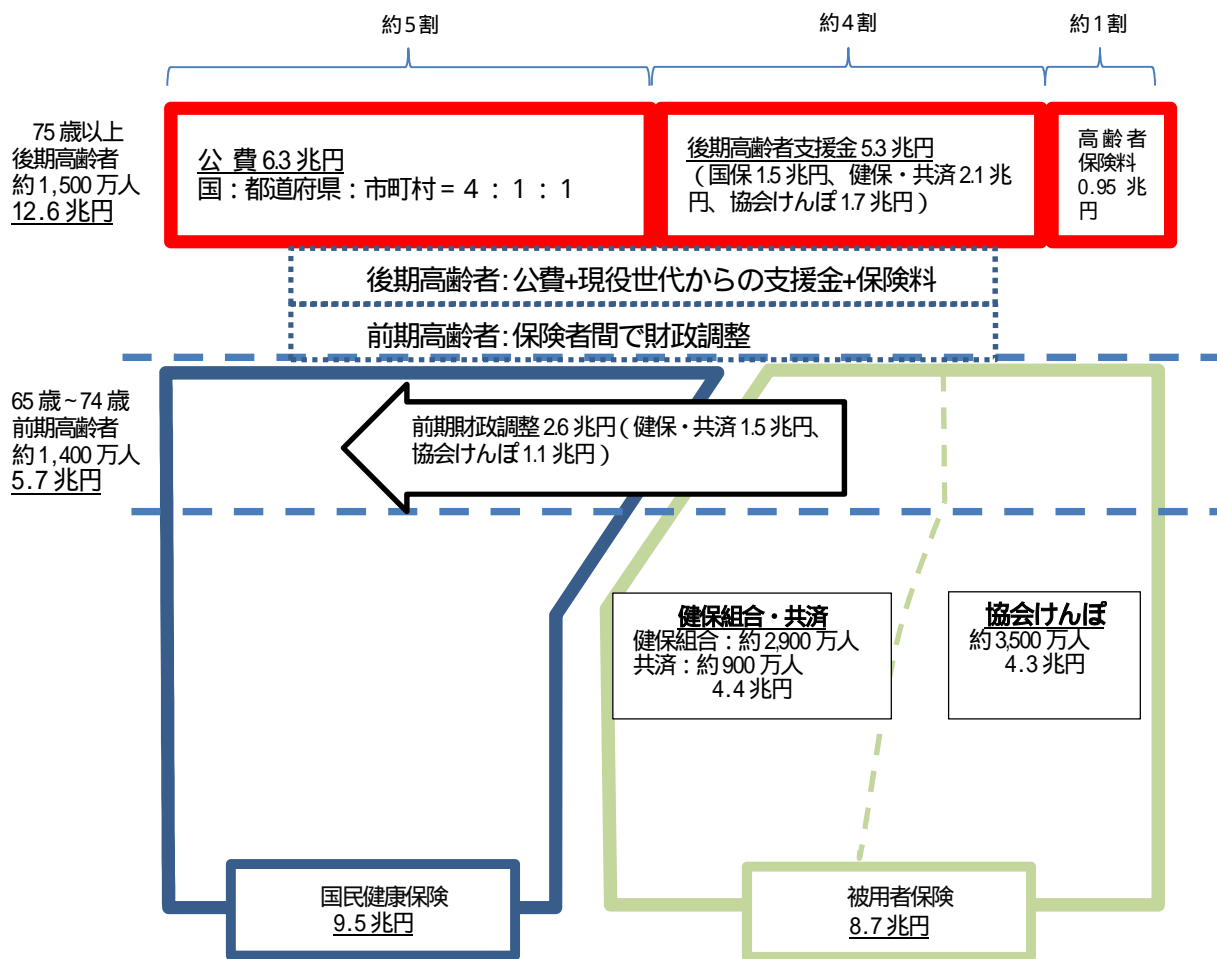 約5割
約4割
約1割
75歳以上
後期高齢者
約1,500万人
12.6兆円
公 費 6.3 兆円
国：都道府県：市町村＝４：１：１
後期高齢者支援金 5.3 兆円
（国保 1.5 兆円、健保・共済 2.1 兆
円、協会けんぽ 1.7 兆円）
高 齢 者
保険料
0.95 兆
円
後期高齢者：公費+現役世代からの支援金+保険料
前期高齢者：保険者間で財政調整
65歳～74歳
前期高齢者
約1,400万人
5.7兆円
前期財政調整 2.6 兆円（健保・共済 1.5 兆円、
協会けんぽ 1.1 兆円）
健保組合・共済
健保組合：約 2,900 万人
共済：約 900 万人
4.4 兆円
協会けんぽ
約 3,500 万人
4.3 兆円
国民健康保険
9.5 兆円
被用者保険
8.7 兆円